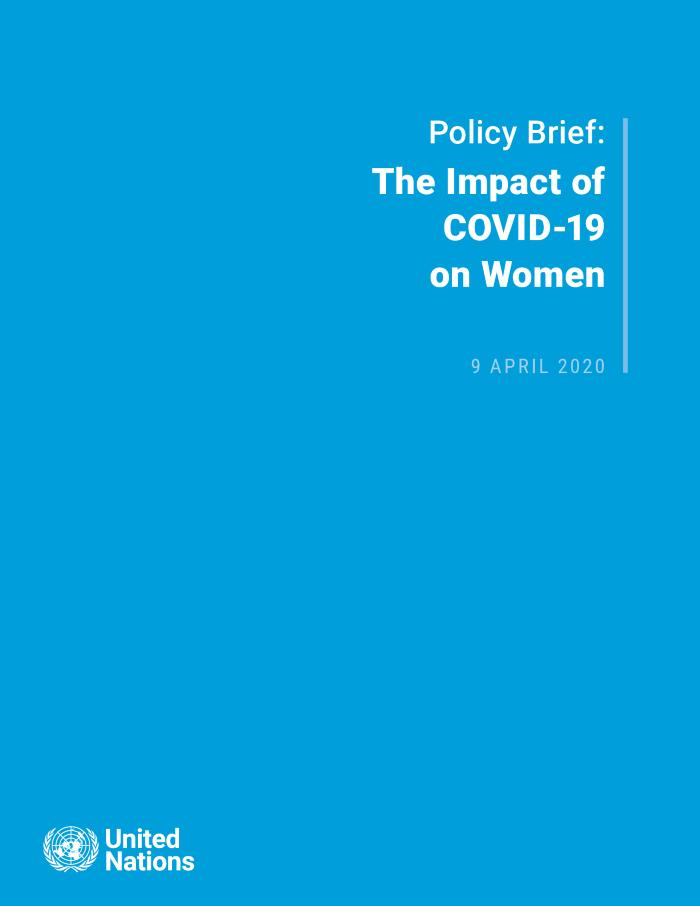 Policy Brief:
The Impact of
COVID-19
on Women
9 APRIL 2020
United
Nations